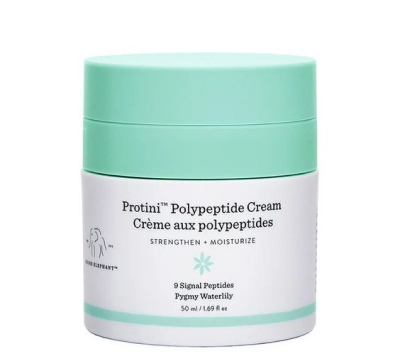 Protini™ Polypeptide Cream
Crème aux polypeptides
STRENGTHEN + MOISTURIZE
ELEPHANT™
9 Signal Peptides
Pygmy Waterlily
50 ml / 1.69 fl oz